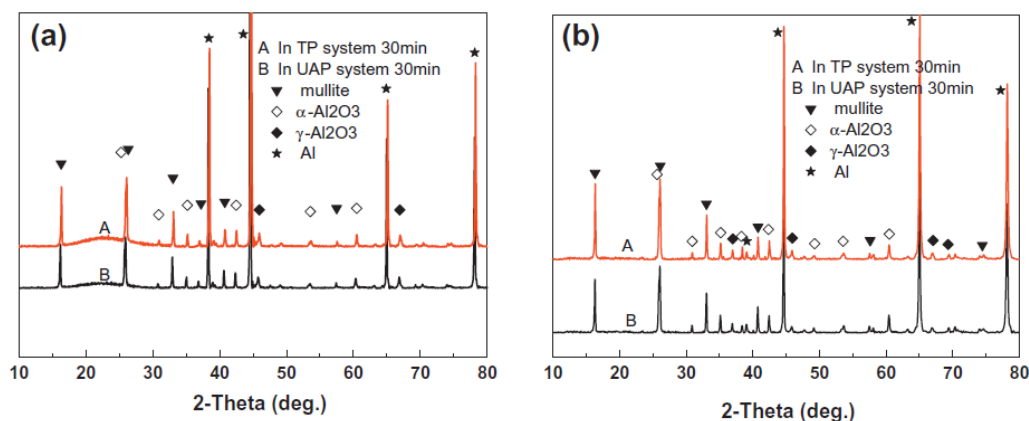 (a)
A In TP system 30min
B In UAP system 30min
mullite
α-Al2O3
γ-Al2O3
Al
A
B
10 20 30 40 50 60 70 80
2-Theta (deg.)
(b)
A In TP system 30min
B In UAP system 30min
mullite
α-Al2O3
γ-Al2O3
Al
A
B
10 20 30 40 50 60 70 80
2-Theta (deg.)